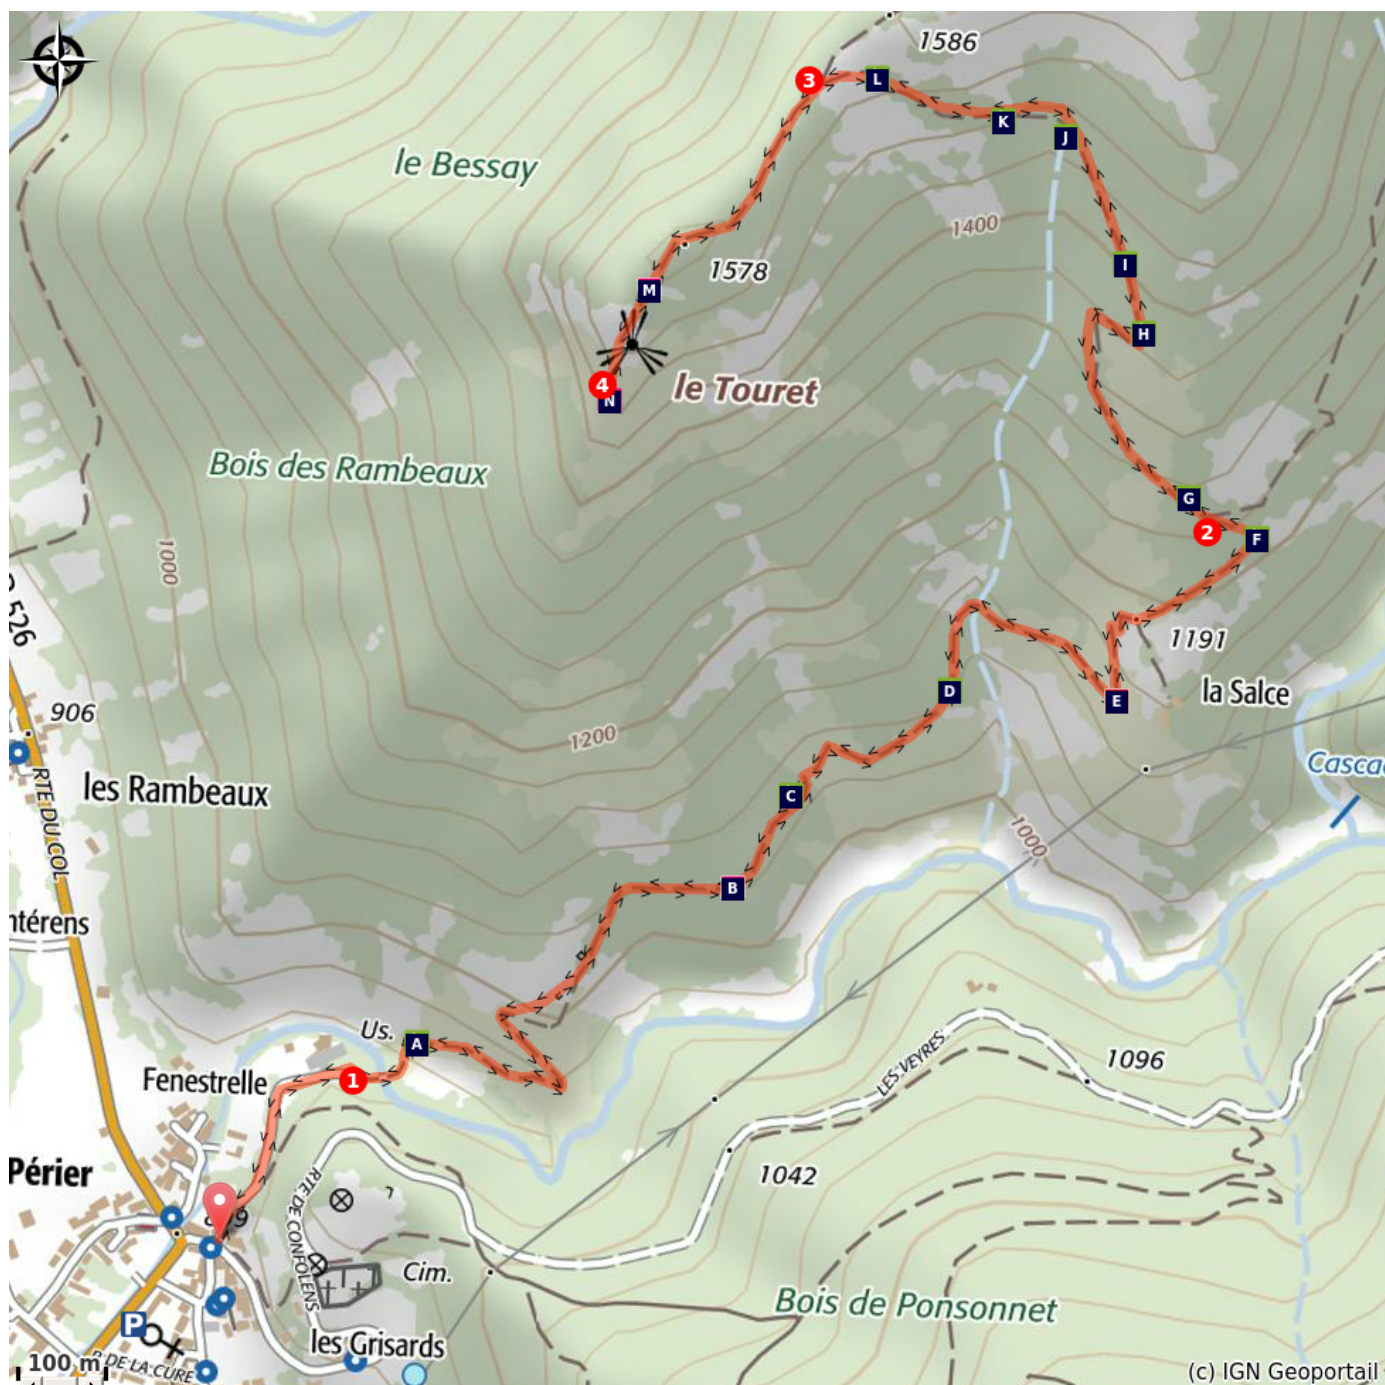 1586
3
L
K
J
le Bessay
1400
1578
I
M
H
4
N
le Touret
Bois des Rambeaux
G
2
F
1000
526
1191
D
E
la Salce
906
1200
les Rambeaux
RTE DU COL
C
Casca
1000
B
ntérens
Us.
A
1
Fenestrelle
LES VEYRES
1096
Périer
1042
RTE DE CONFOLENS
Cim.
Bois de Ponsonnet
P
les Grisards
R DE LA CURE
100 m
(c) IGN Geoportail